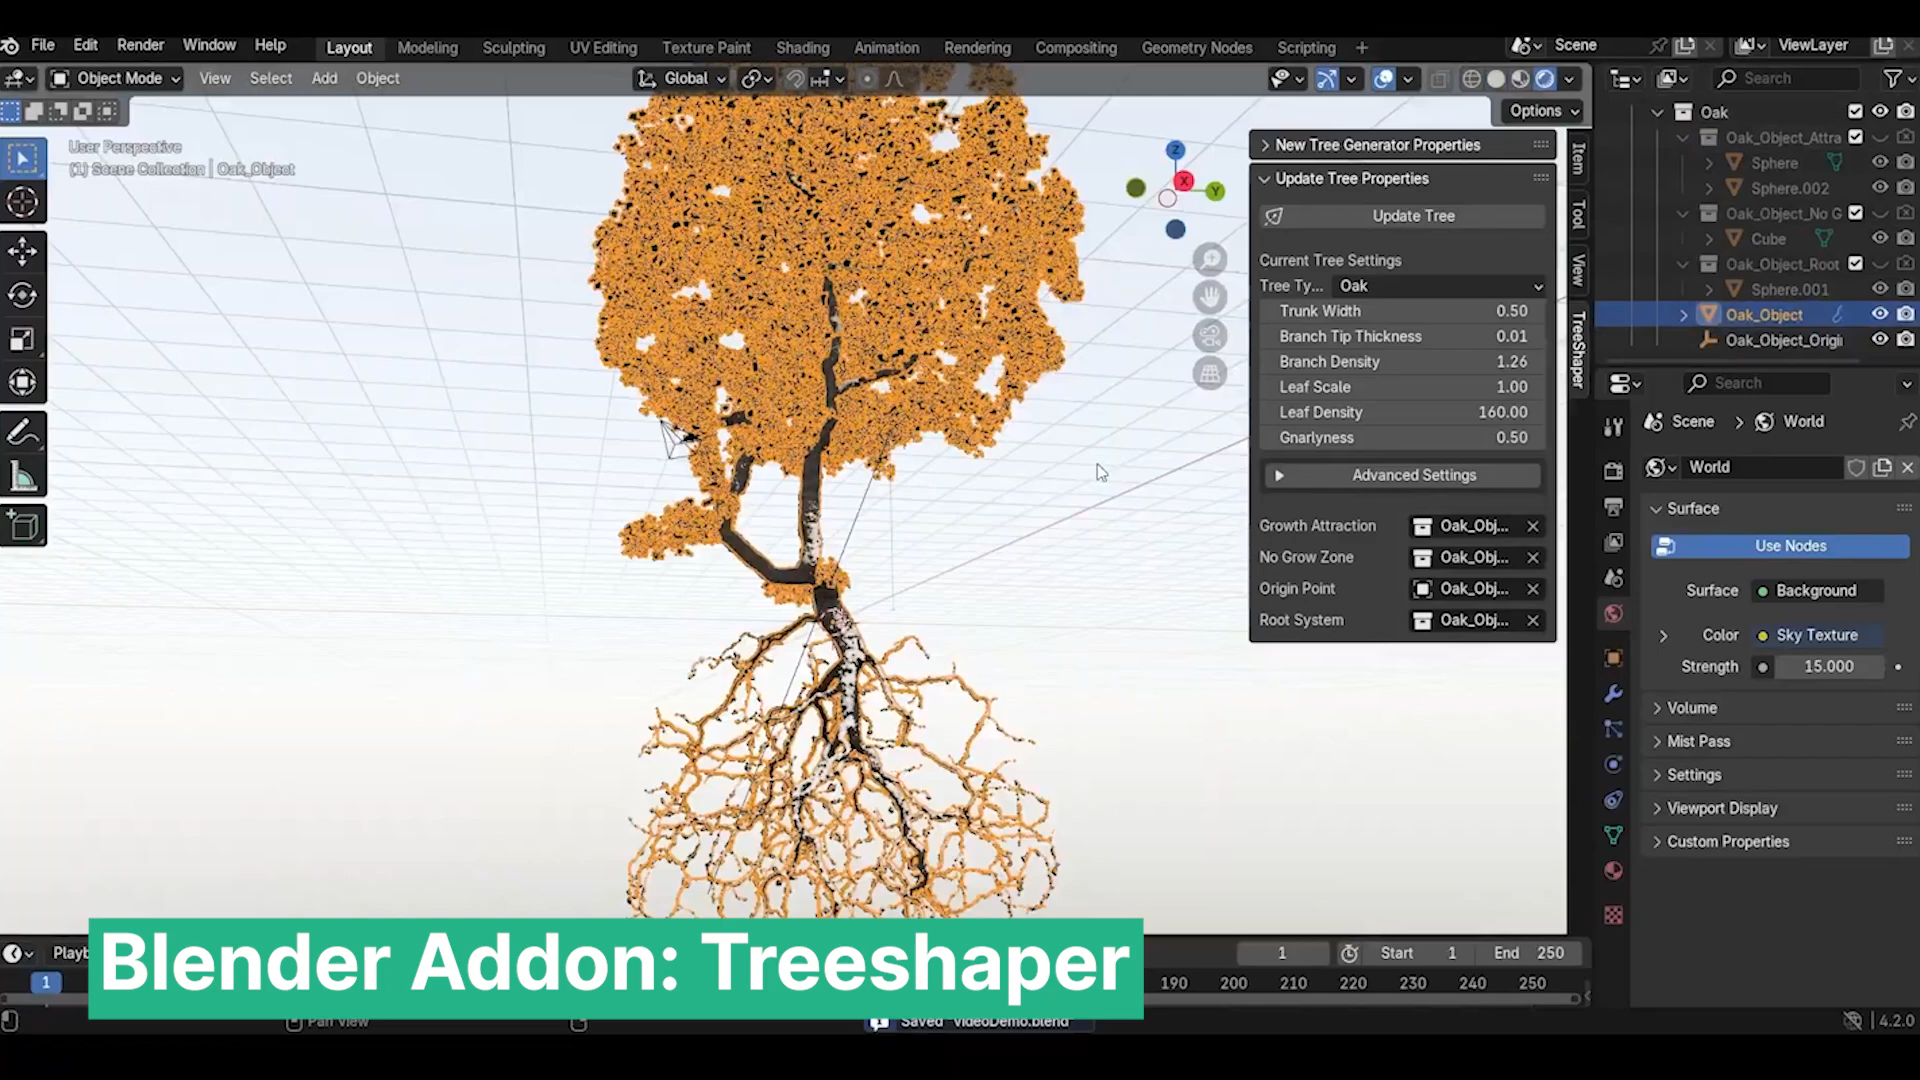 File Edit Render Window Help Layout Modeling Sculpting UV Editing Texture Paint Shading Animation Rendering Compositing Geometry Nodes Scripting + Scene ViewLayer
Object Mode View Select Add Object Global Search
Options
User Perspective
(1) Scene Collection | Oak_Object
Z
X
Y
New Tree Generator Properties
Update Tree Properties
Update Tree
Current Tree Settings
Tree Ty... Oak
Trunk Width 0.50
Branch Tip Thickness 0.01
Branch Density 1.26
Leaf Scale 1.00
Leaf Density 160.00
Gnarlyness 0.50
Advanced Settings
Growth Attraction Oak_Obj...
No Grow Zone Oak_Obj...
Origin Point Oak_Obj...
Root System Oak_Obj...
Item
Tool
View
TreeShaper
Oak
Oak_Object_Attra
Sphere
Sphere.002
Oak_Object_No G
Cube
Oak_Object_Root
Sphere.001
Oak_Object
Oak_Object_Origi
Search
Scene > World
World
Surface
Use Nodes
Surface Background
Color Sky Texture
Strength 15.000
Volume
Mist Pass
Settings
Viewport Display
Custom Properties
Playb
1 Start 1 End 250
1 190 200 210 220 230 240 250
Blender Addon: Treeshaper
Pan View Saved "VideoDemo.blend" 4.2.0